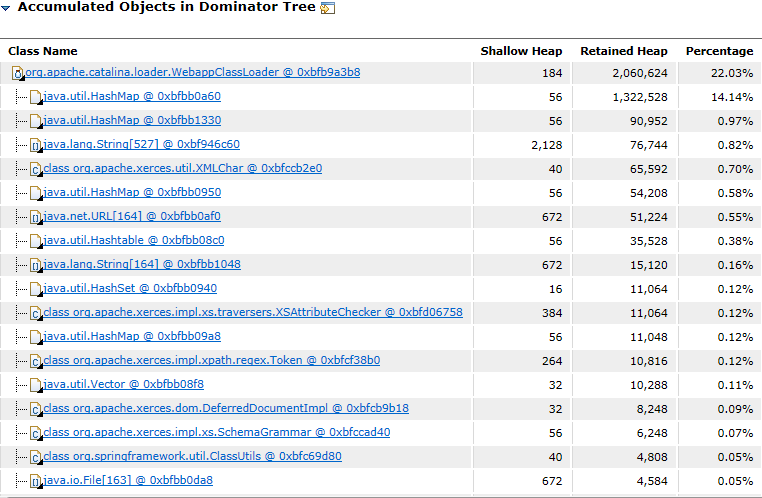 Accumulated Objects in Dominator Tree
Class Name Shallow Heap Retained Heap Percentage
org.apache.catalina.loader.WebappClassLoader @ 0xbfb9a3b8 184 2,060,624 22.03%
java.util.HashMap @ 0xbfbb0a60 56 1,322,528 14.14%
java.util.HashMap @ 0xbfbb1330 56 90,952 0.97%
java.lang.String[527] @ 0xbf946c60 2,128 76,744 0.82%
class org.apache.xerces.util.XMLChar @ 0xbfccb2e0 40 65,592 0.70%
java.util.HashMap @ 0xbfbb0950 56 54,208 0.58%
java.net.URL[164] @ 0xbfbb0af0 672 51,224 0.55%
java.util.Hashtable @ 0xbfbb08c0 56 35,528 0.38%
java.lang.String[164] @ 0xbfbb1048 672 15,120 0.16%
java.util.HashSet @ 0xbfbb0940 16 11,064 0.12%
class org.apache.xerces.impl.xs.traversers.XSAttributeChecker @ 0xbfd06758 384 11,064 0.12%
java.util.HashMap @ 0xbfbb09a8 56 11,048 0.12%
class org.apache.xerces.impl.xpath.regex.Token @ 0xbfcf38b0 264 10,816 0.12%
java.util.Vector @ 0xbfbb08f8 32 10,288 0.11%
class org.apache.xerces.dom.DeferredDocumentImpl @ 0xbfcb9b18 32 8,248 0.09%
class org.apache.xerces.impl.xs.SchemaGrammar @ 0xbfccad40 56 6,248 0.07%
class org.springframework.util.ClassUtils @ 0xbfc69d80 40 4,808 0.05%
java.io.File[163] @ 0xbfbb0da8 672 4,584 0.05%